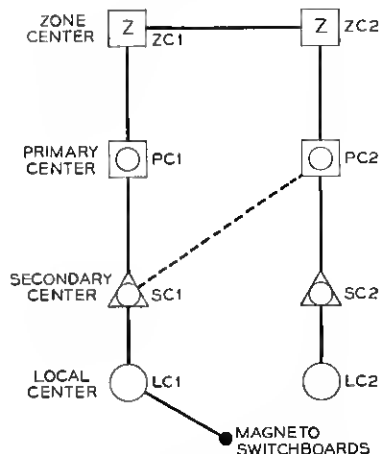 ZONE
CENTER
Z
ZC1
Z
ZC2
PRIMARY
CENTER
PC1
PC2
SECONDARY
CENTER
SC1
SC2
LOCAL
CENTER
LC1
LC2
MAGNETO
SWITCHBOARDS